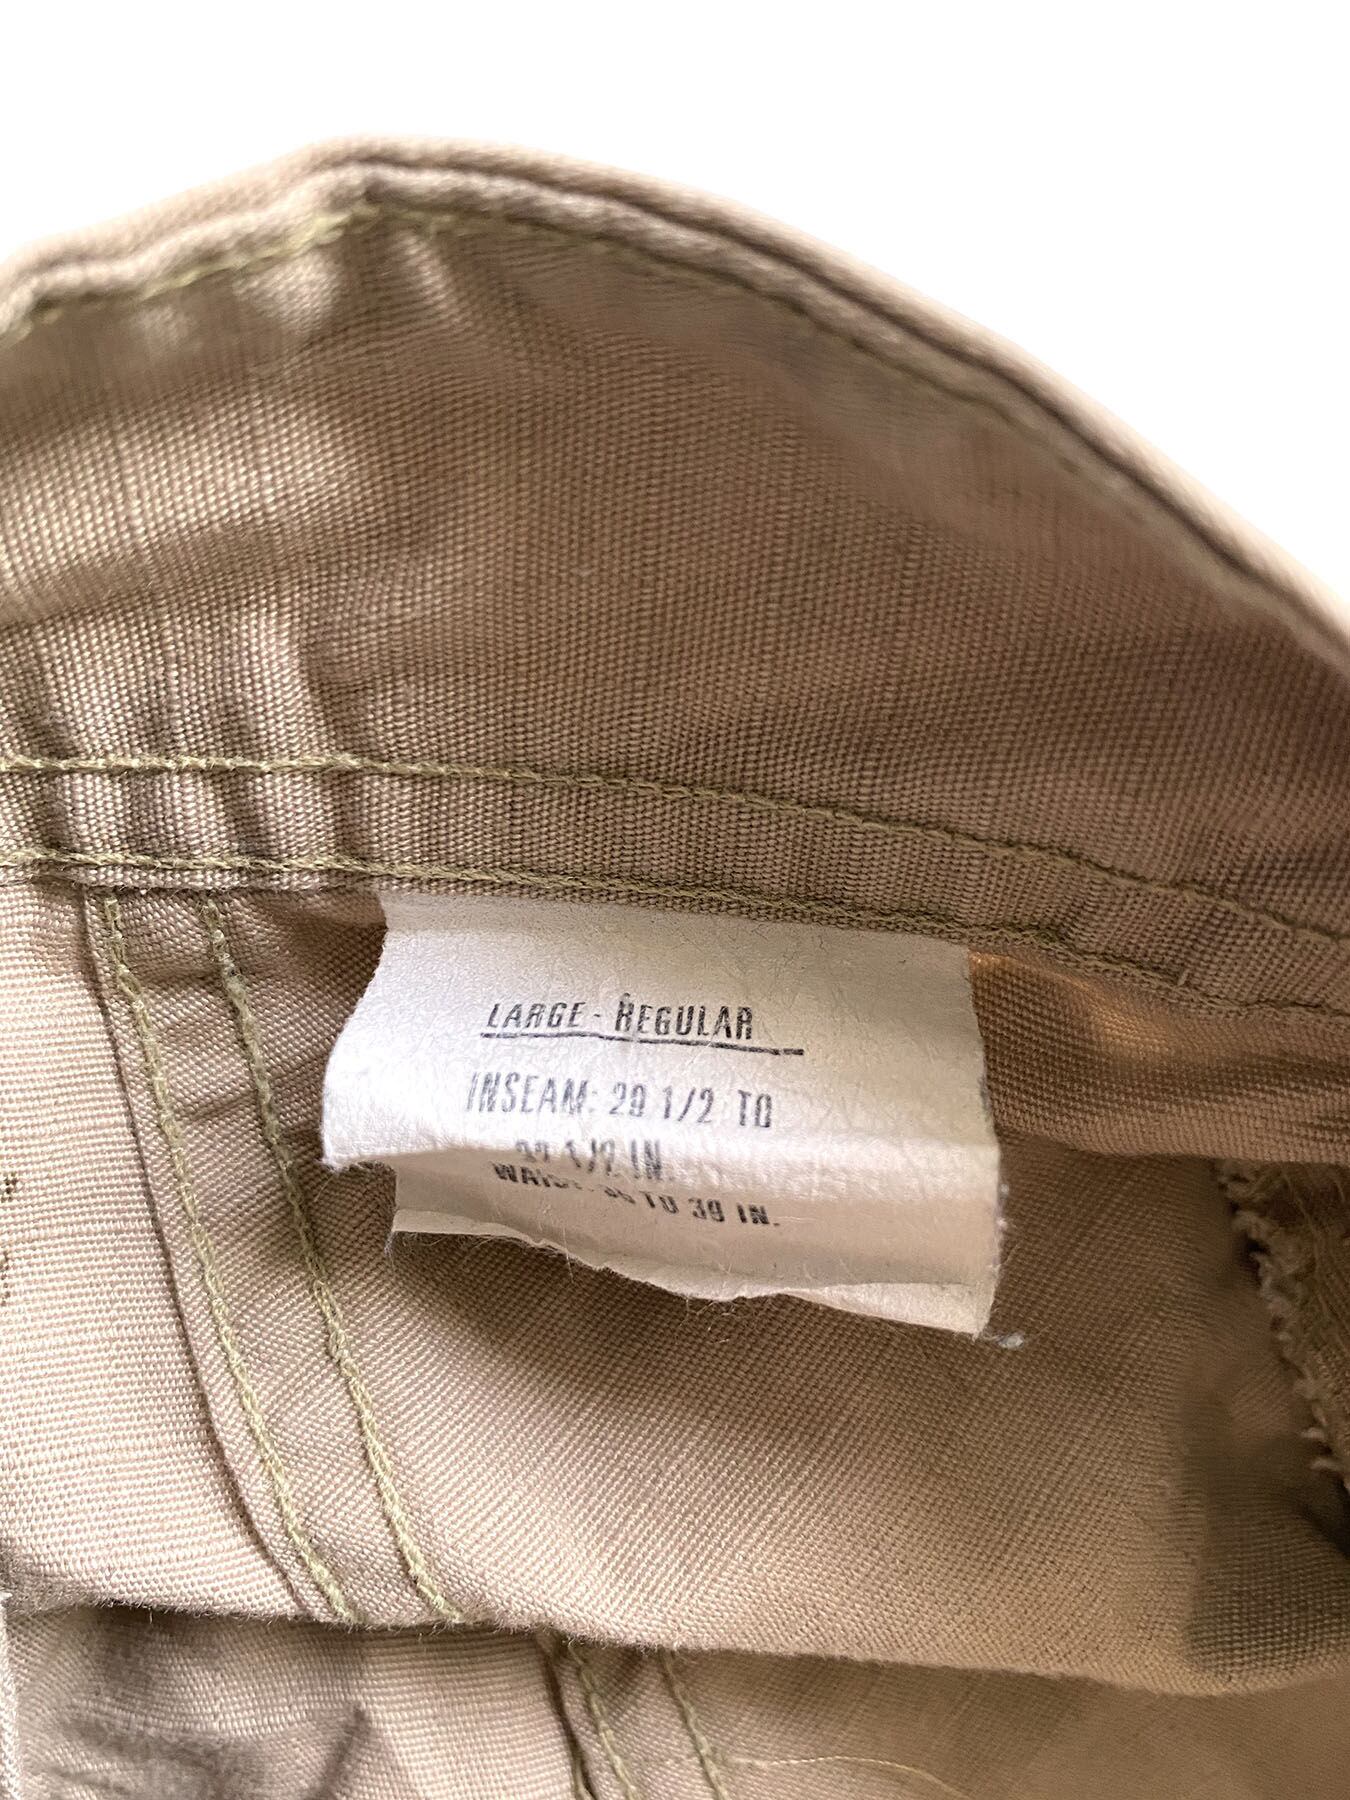 LARGE - REGULAR
INSEAM: 29 1/2 TO
1/2 IN.
TO 39 IN.